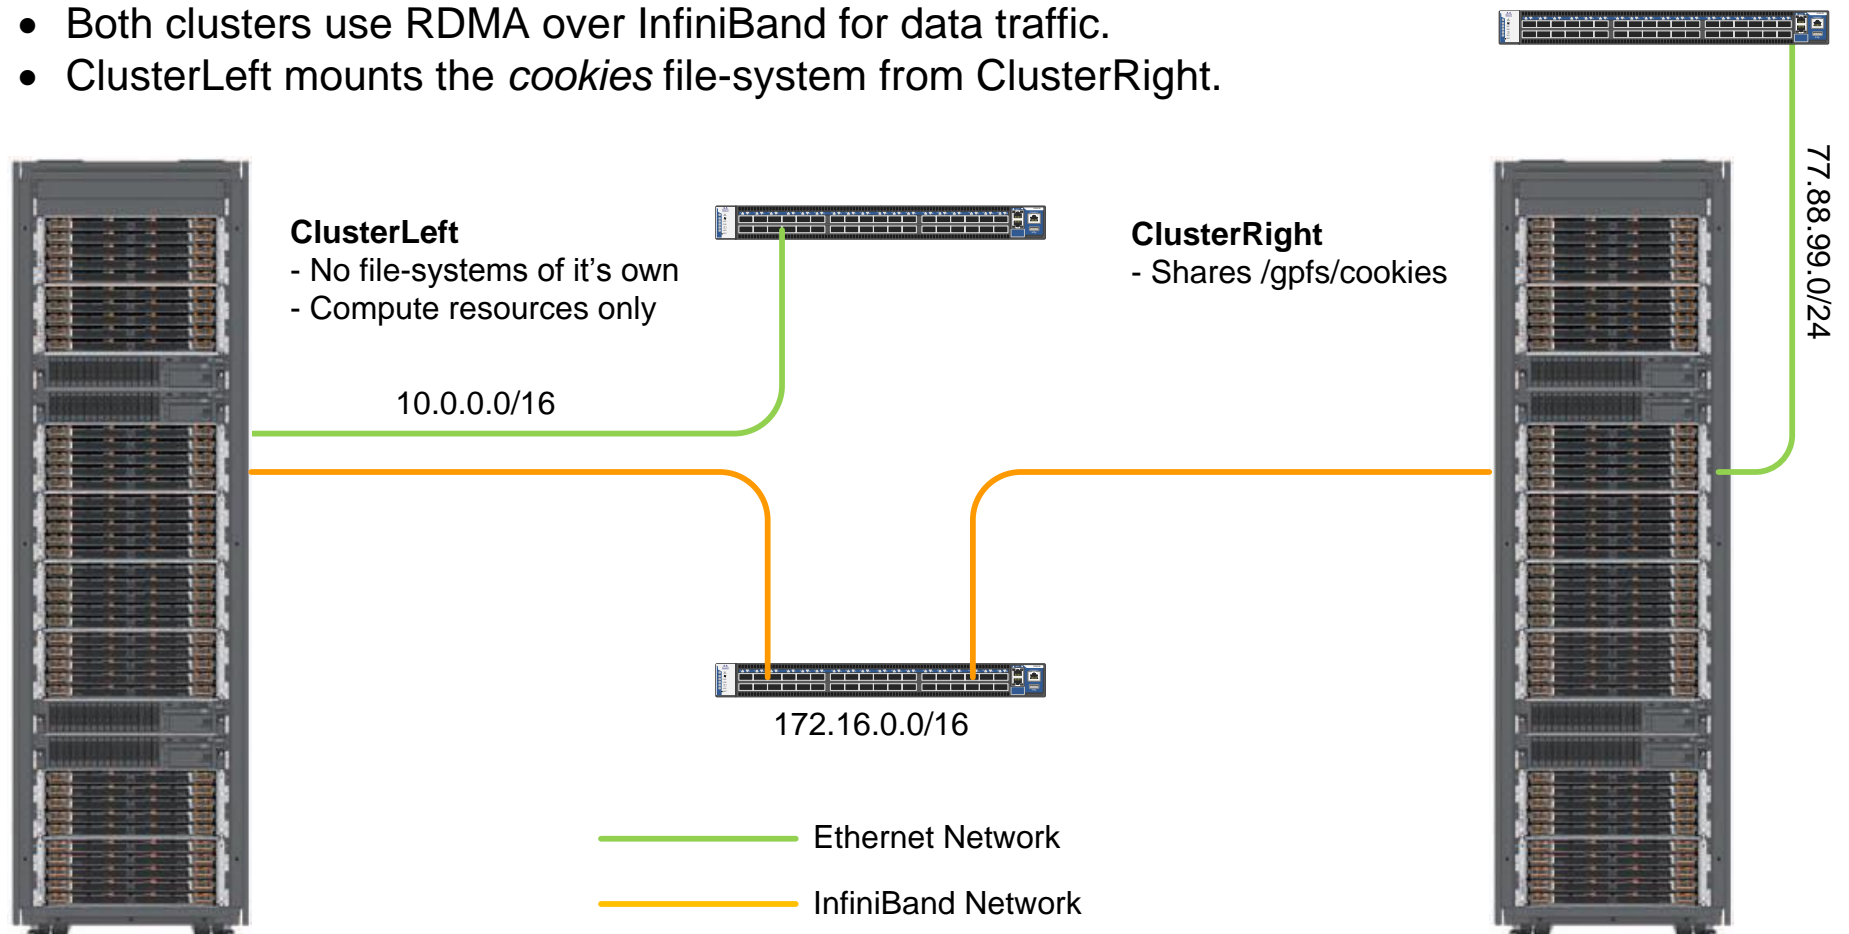 • Both clusters use RDMA over InfiniBand for data traffic.
• ClusterLeft mounts the cookies file-system from ClusterRight.
77.88.99.0/24
ClusterLeft
- No file-systems of it's own
- Compute resources only
ClusterRight
- Shares /gpfs/cookies
10.0.0.0/16
172.16.0.0/16
Ethernet Network
InfiniBand Network